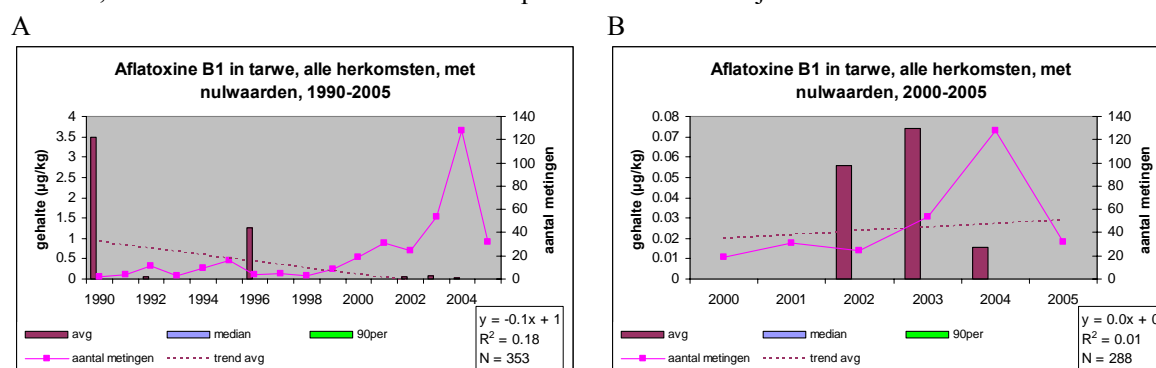 A
Aflatoxine B1 in tarwe, alle herkomsten, met
nulwaarden, 1990-2005
gehalte (µg/kg)
4
3.5
3
2.5
2
1.5
1
0.5
0
140
120
100
80
60
40
20
0
aantal metingen
1990 1992 1994 1996 1998 2000 2002 2004
avg median 90per
aantal metingen trend avg
y = -0.1x + 1
R² = 0.18
N = 353
B
Aflatoxine B1 in tarwe, alle herkomsten, met
nulwaarden, 2000-2005
gehalte (µg/kg)
0.08
0.07
0.06
0.05
0.04
0.03
0.02
0.01
0
140
120
100
80
60
40
20
0
aantal metingen
2000 2001 2002 2003 2004 2005
avg median 90per
aantal metingen trend avg
y = 0.0x + 0
R² = 0.01
N = 288